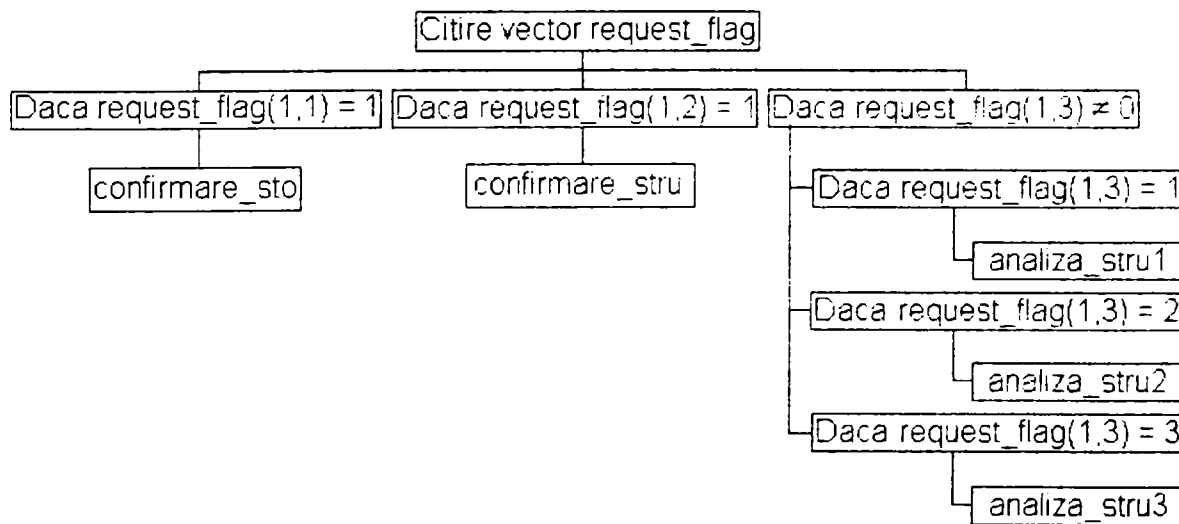 Citire vector request_flag
Daca request_flag(1,1) = 1
Daca request_flag(1,2) = 1
Daca request_flag(1,3) ≠ 0
confirmare_sto
confirmare_stru
Daca request_flag(1,3) = 1
analiza_stru1
Daca request_flag(1,3) = 2
analiza_stru2
Daca request_flag(1,3) = 3
analiza_stru3